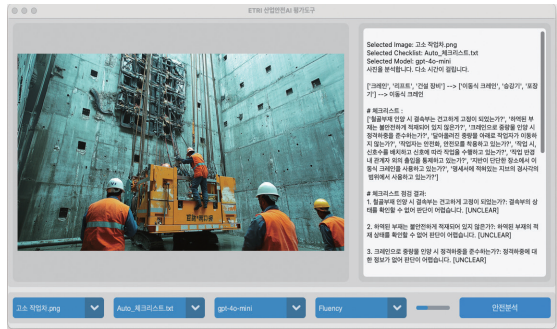 ETRI 산업안전AI 평가도구
Selected Image: 고소 작업차.png
Selected Checklist: Auto_체크리스트.txt
Selected Model: gpt-4o-mini
사진을 분석합니다. 다소 시간이 걸립니다.
['크레인', '리프트', '건설 장비'] --> ['이동식 크레인', '승강기', '포장
기'] --> 이동식 크레인
# 체크리스트 :
['철골부재 인양 시 결속부는 견고하게 고정이 되었는가?', '하역된 부
재는 불안전하게 적재되어 있지 않은가?', '크레인으로 중량물 인양 시
정격하중을 준수하는가?', '달아올려진 중량물 아래로 작업자가 이동하
지 않는가?', '작업자는 안전화, 안전모를 착용하고 있는가?', '작업 시,
신호수를 배치하고 신호에 따라 작업을 수행하고 있는가?', '작업 반경
내 관계자 외의 출입을 통제하고 있는가?', '지반이 단단한 장소에서 이
동식 크레인을 사용하고 있는가?', '명세서에 적혀있는 지브의 경사각의
범위에서 사용하고 있는가?']
# 체크리스트 점검 결과:
1. 철골부재 인양 시 결속부는 견고하게 고정이 되었는가?: 결속부의 상
태를 확인할 수 없어 판단이 어렵습니다. [UNCLEAR]
2. 하역된 부재는 불안전하게 적재되어 있지 않은가?: 하역된 부재의 적
재 상태를 확인할 수 없어 판단이 어렵습니다. [UNCLEAR]
3. 크레인으로 중량물 인양 시 정격하중을 준수하는가?: 정격하중에 대
한 정보가 없어 판단이 어렵습니다. [UNCLEAR]
고소 작업차.png
Auto_체크리스트.txt
gpt-4o-mini
Fluency
안전분석